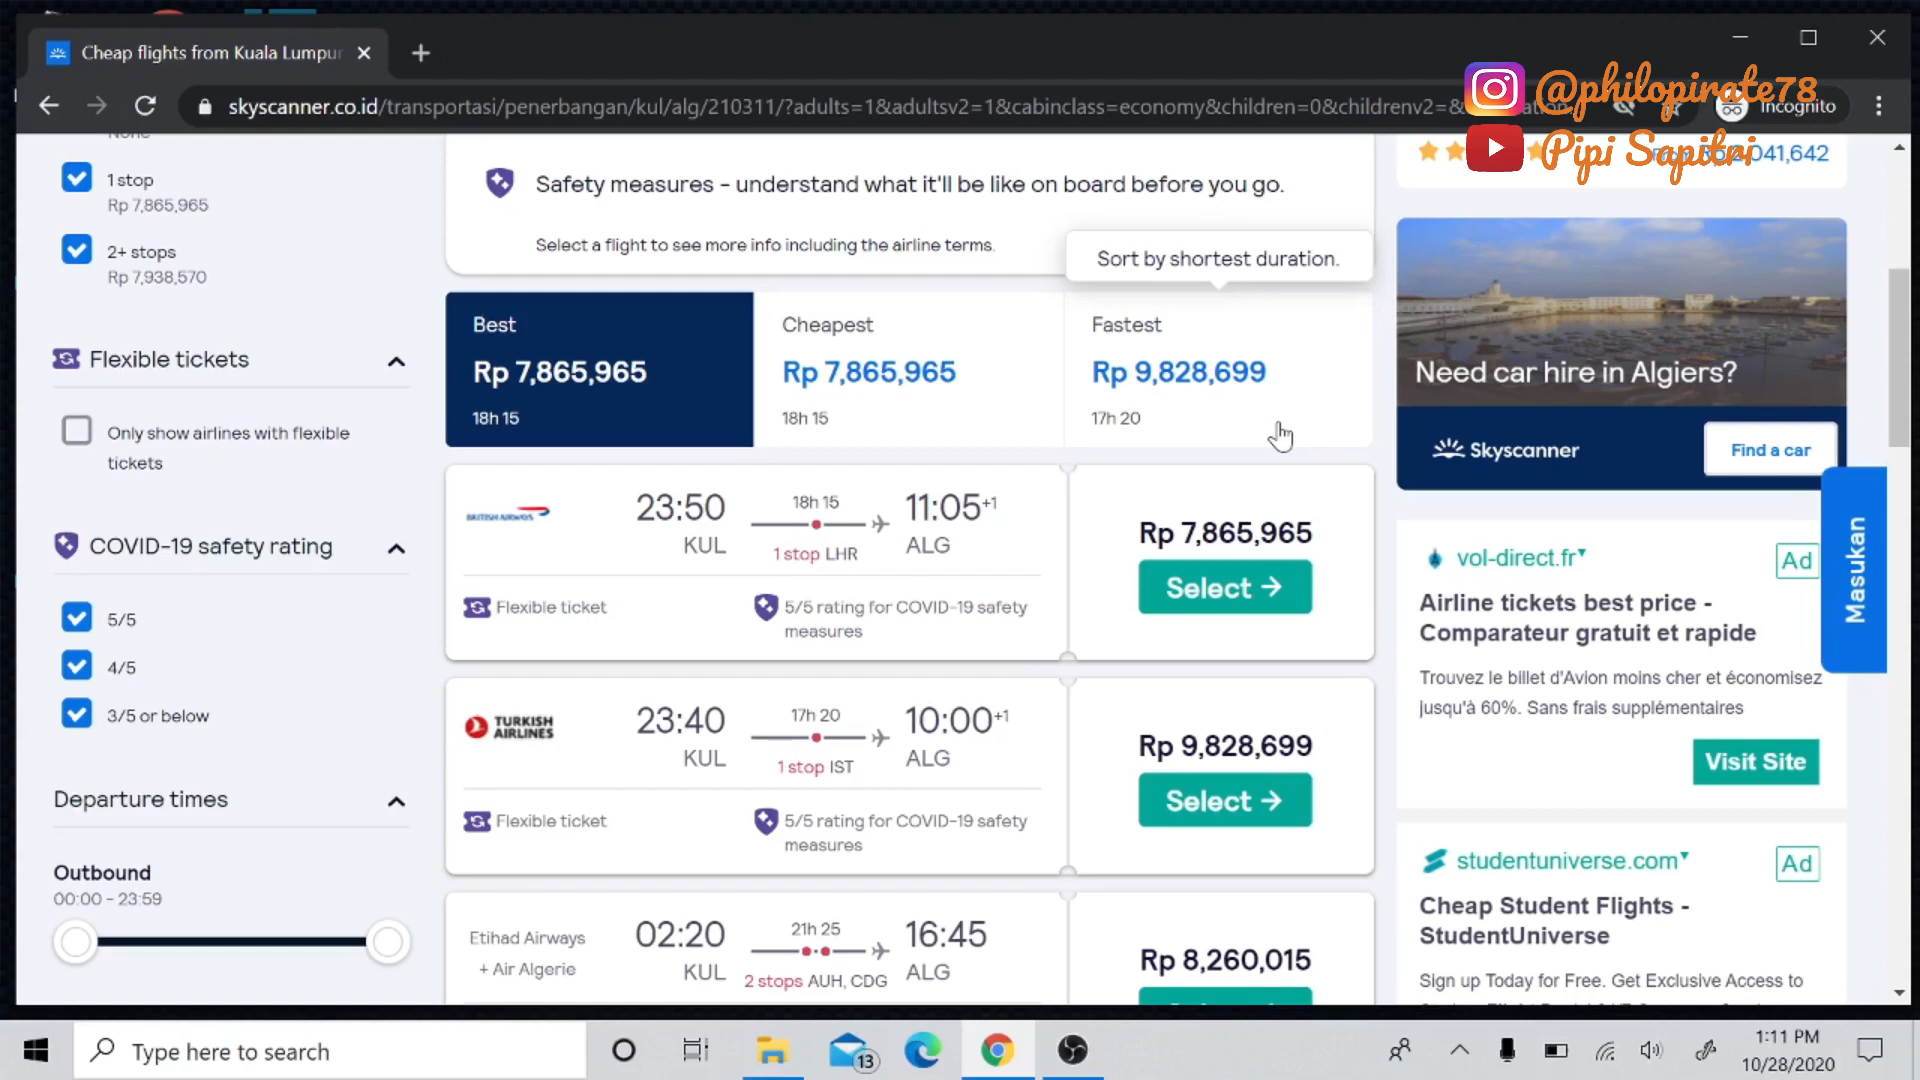 Cheap flights from Kuala Lumpur
@philopirate78
skyscanner.co.id/transportasi/penerbangan/kul/alg/210311/?adults=1&adultsv2=1&cabinclass=economy&children=0&childrenv2=&
Incognito
Pipi Sapitri
041,642
None
1 stop
Rp 7,865,965
2+ stops
Rp 7,938,570
Flexible tickets
Only show airlines with flexible
tickets
COVID-19 safety rating
5/5
4/5
3/5 or below
Departure times
Outbound
00:00 - 23:59
Safety measures - understand what it'll be like on board before you go.
Select a flight to see more info including the airline terms.
Sort by shortest duration.
Best
Rp 7,865,965
18h 15
Cheapest
Rp 7,865,965
18h 15
Fastest
Rp 9,828,699
17h 20
BRITISH AIRWAYS
23:50
KUL
18h 15
1 stop LHR
11:05+1
ALG
Flexible ticket
5/5 rating for COVID-19 safety
measures
Rp 7,865,965
Select →
TURKISH
AIRLINES
23:40
KUL
17h 20
1 stop IST
10:00+1
ALG
Flexible ticket
5/5 rating for COVID-19 safety
measures
Rp 9,828,699
Select →
Etihad Airways
+ Air Algerie
02:20
KUL
21h 25
2 stops AUH, CDG
16:45
ALG
Rp 8,260,015
Need car hire in Algiers?
Skyscanner
Find a car
Masukan
vol-direct.fr
Ad
Airline tickets best price -
Comparateur gratuit et rapide
Trouvez le billet d'Avion moins cher et économisez
jusqu'à 60%. Sans frais supplémentaires
Visit Site
studentuniverse.com
Ad
Cheap Student Flights -
StudentUniverse
Sign up Today for Free. Get Exclusive Access to
Type here to search
13
1:11 PM
10/28/2020